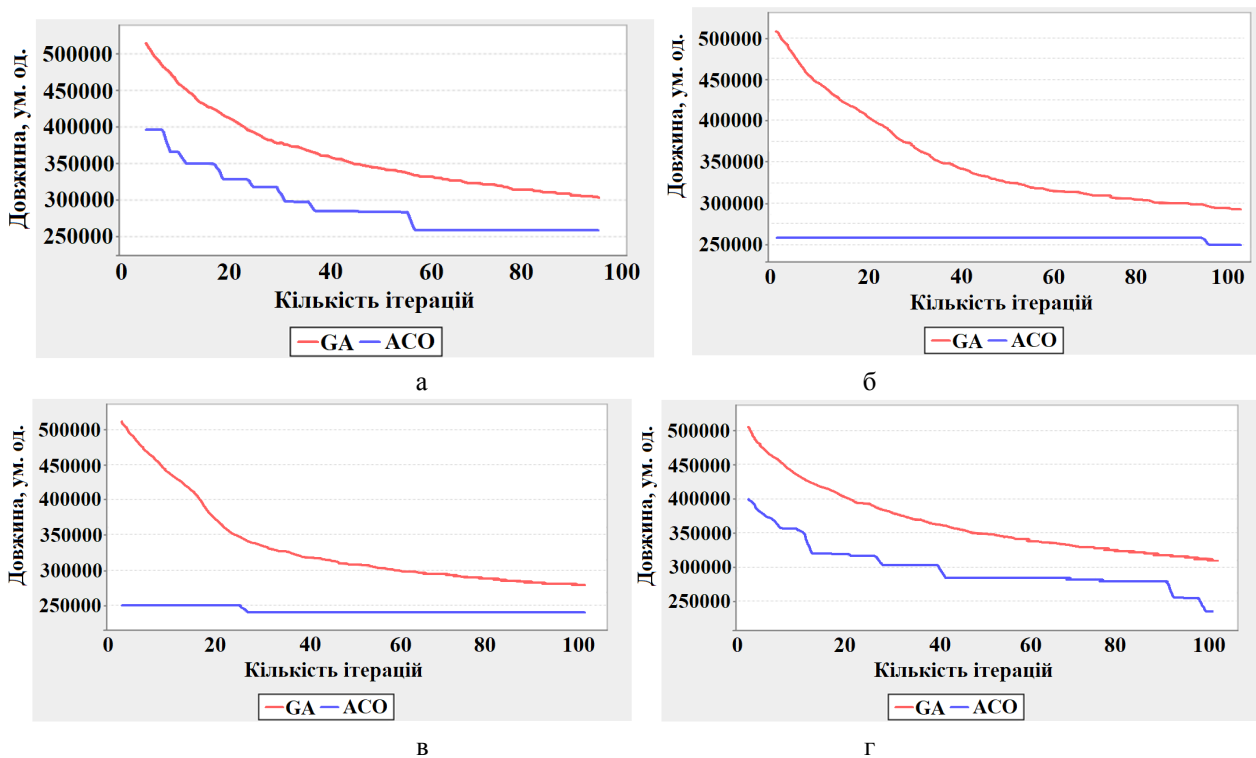 Довжина, ум. од.
500000
450000
400000
350000
300000
250000
0 20 40 60 80 100
Кількість ітерацій
GA ACO
а
Довжина, ум. од.
500000
450000
400000
350000
300000
250000
0 20 40 60 80 100
Кількість ітерацій
GA ACO
б
Довжина, ум. од.
500000
450000
400000
350000
300000
250000
0 20 40 60 80 100
Кількість ітерацій
GA ACO
в
Довжина, ум. од.
500000
450000
400000
350000
300000
250000
0 20 40 60 80 100
Кількість ітерацій
GA ACO
г